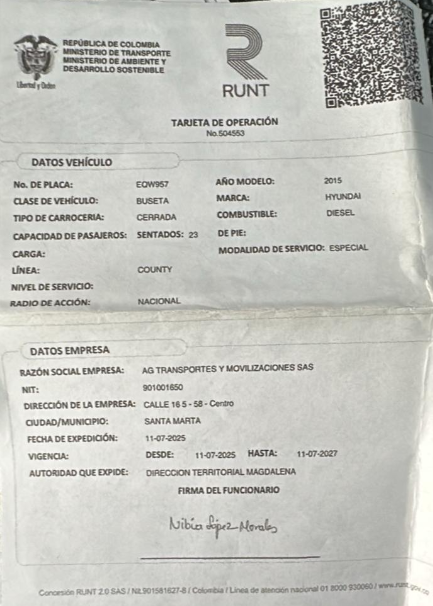 REPÚBLICA DE COLOMBIA
MINISTERIO DE TRANSPORTE
MINISTERIO DE AMBIENTE Y
DESARROLLO SOSTENIBLE
Libertad y Orden
RUNT
TARJETA DE OPERACIÓN
No.504553
DATOS VEHÍCULO
No. DE PLACA: EQW957 AÑO MODELO: 2015
CLASE DE VEHÍCULO: BUSETA MARCA: HYUNDAI
TIPO DE CARROCERIA: CERRADA COMBUSTIBLE: DIESEL
CAPACIDAD DE PASAJEROS: SENTADOS: 23 DE PIE:
CARGA: MODALIDAD DE SERVICIO: ESPECIAL
LÍNEA: COUNTY
NIVEL DE SERVICIO:
RADIO DE ACCIÓN: NACIONAL
DATOS EMPRESA
RAZÓN SOCIAL EMPRESA: AG TRANSPORTES Y MOVILIZACIONES SAS
NIT: 901001650
DIRECCIÓN DE LA EMPRESA: CALLE 16 5 - 58 - Centro
CIUDAD/MUNICIPIO: SANTA MARTA
FECHA DE EXPEDICIÓN: 11-07-2025
VIGENCIA: DESDE: 11-07-2025 HASTA: 11-07-2027
AUTORIDAD QUE EXPIDE: DIRECCION TERRITORIAL MAGDALENA
FIRMA DEL FUNCIONARIO
Nibia López Morales
Concesión RUNT 2.0 SAS / Nit.901581627-8 / Colombia / Línea de atención nacional 01 8000 930060 / www.runt.gov.co